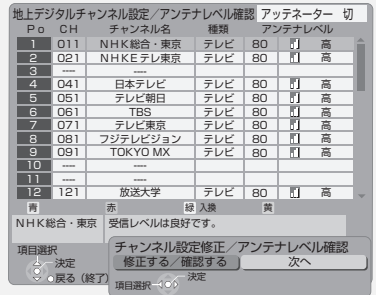 地上デジタルチャンネル設定／アンテナレベル確認 アッテネーター 切
Po CH チャンネル名 種類 アンテナレベル
1 011 NHK総合・東京 テレビ 80 高
2 021 NHKEテレ東京 テレビ 80 高
3 ---- ----
4 041 日本テレビ テレビ 80 高
5 051 テレビ朝日 テレビ 80 高
6 061 TBS テレビ 80 高
7 071 テレビ東京 テレビ 80 高
8 081 フジテレビジョン テレビ 80 高
9 091 TOKYO MX テレビ 80 高
10 ---- ----
11 ---- ----
12 121 放送大学 テレビ 80 高
青 赤 緑 入換 黄
NHK総合・東京 受信レベルは良好です。
項目選択
決定
戻る（終了）
チャンネル設定修正／アンテナレベル確認
修正する／確認する 次へ
項目選択 決定